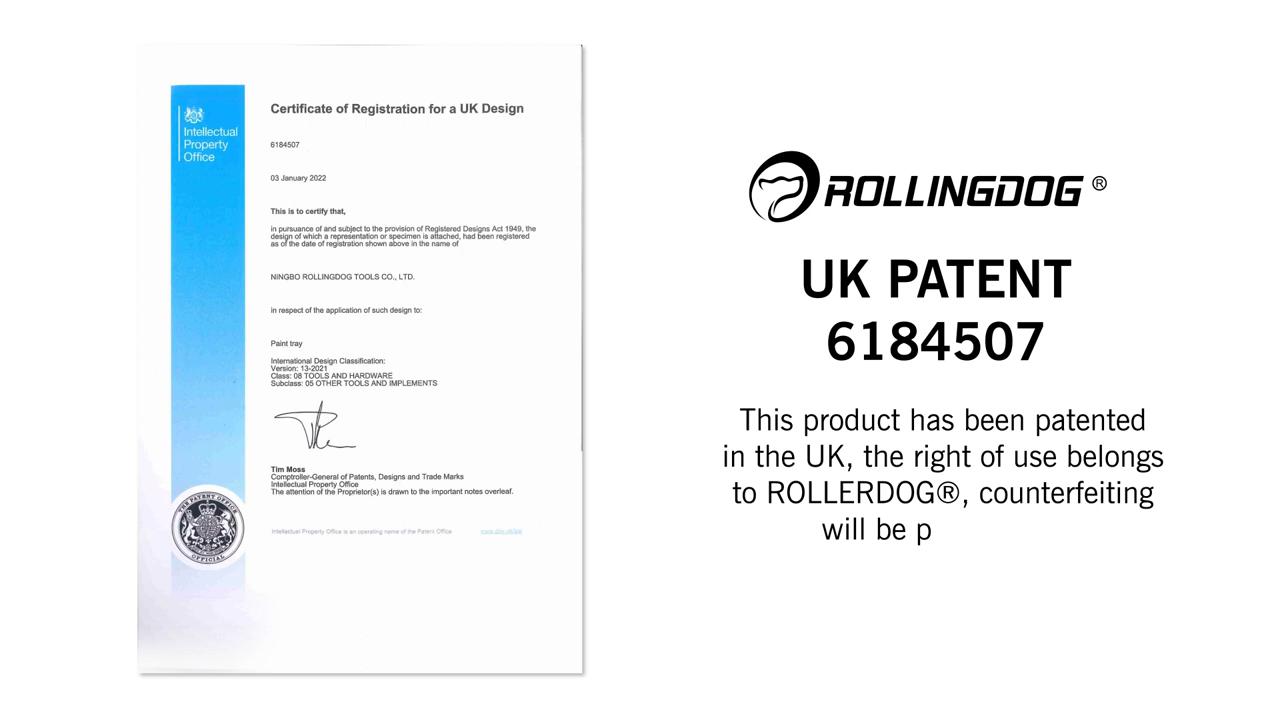 Intellectual
Property
Office
Certificate of Registration for a UK Design
6184507
03 January 2022
This is to certify that,
in pursuance of and subject to the provision of Registered Designs Act 1949, the
design of which a representation or specimen is attached, had been registered
as of the date of registration shown above in the name of
NINGBO ROLLINGDOG TOOLS CO., LTD.
in respect of the application of such design to:
Paint tray
International Design Classification:
Version: 13-2021
Class: 08 TOOLS AND HARDWARE
Subclass: 05 OTHER TOOLS AND IMPLEMENTS
Tim Moss
Comptroller-General of Patents, Designs and Trade Marks
Intellectual Property Office
The attention of the Proprietor(s) is drawn to the important notes overleaf.
THE PATENT OFFICE
OFFICIAL
Intellectual Property Office is an operating name of the Patent Office
ROLLINGDOG ®
UK PATENT
6184507
This product has been patented
in the UK, the right of use belongs
to ROLLERDOG®, counterfeiting
will be p